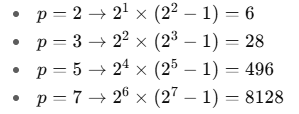 • p = 2 → 2¹ × (2² − 1) = 6
• p = 3 → 2² × (2³ − 1) = 28
• p = 5 → 2⁴ × (2⁵ − 1) = 496
• p = 7 → 2⁶ × (2⁷ − 1) = 8128